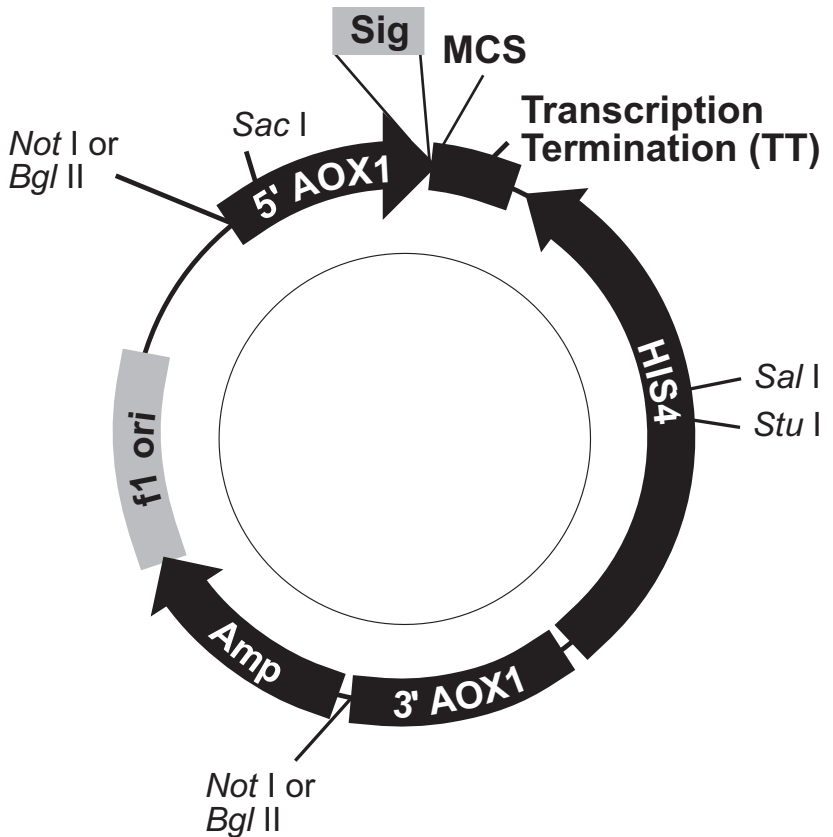 Sig
MCS
Transcription
Termination (TT)
Sac I
Not I or
Bgl II
5' AOX1
HIS4
Sal I
Stu I
f1 ori
Amp
3' AOX1
Not I or
Bgl II